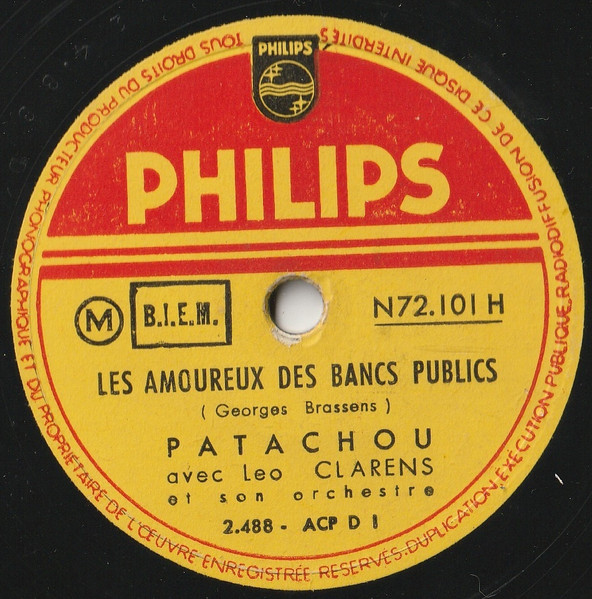 PHILIPS
PHILIPS
M
B.I.E.M.
N72.101 H
LES AMOUREUX DES BANCS PUBLICS
( Georges Brassens )
PATACHOU
avec Leo CLARENS
et son orchestre
2.488 - ACP D 1
TOUS DROITS DU PRODUCTEUR PHONOGRAPHIQUE ET DU PROPRIÉTAIRE DE L'ŒUVRE ENREGISTRÉE RÉSERVÉS. DUPLICATION, EXÉCUTION PUBLIQUE, RADIODIFFUSION DE CE DISQUE INTERDITES